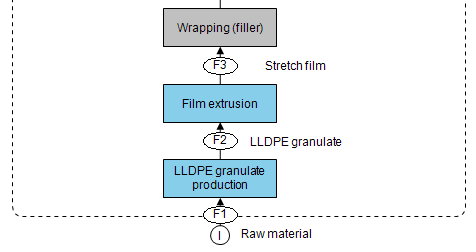 Wrapping (filler)
F3
Stretch film
Film extrusion
F2
LLDPE granulate
LLDPE granulate
production
F1
I
Raw material